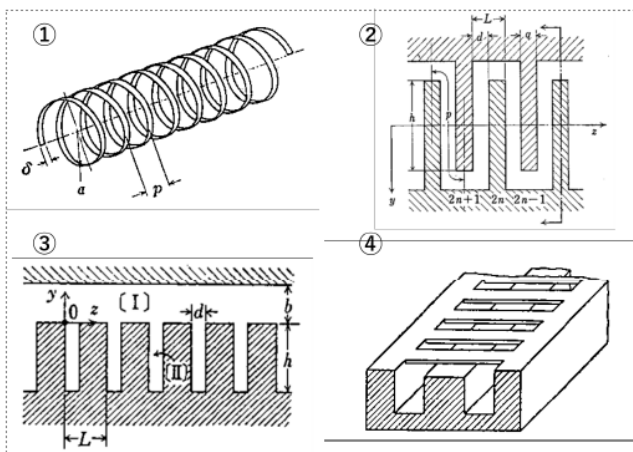 ①
δ
a
p
②
L
d
q
h
p
z
y
2n+1 2n 2n-1
③
y
0
z
[I]
d
b
h
[II]
L
④